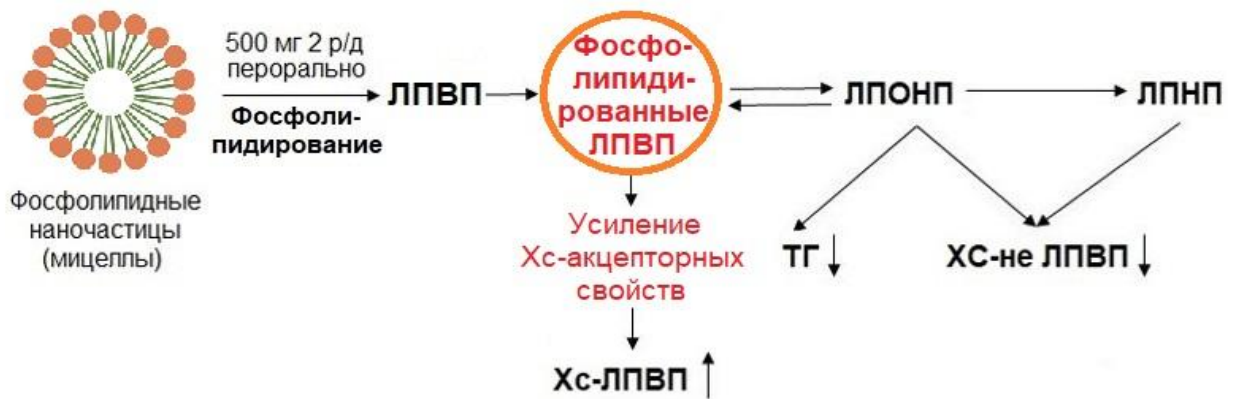 500 мг 2 р/д
перорально
Фосфоли-
пидирование
Фосфолипидные
наночастицы
(мицеллы)
ЛПВП
Фосфо-
липиди-
рованные
ЛПВП
Усиление
Хс-акцепторных
свойств
Хс-ЛПВП
ЛПОНП
ЛПНП
ТГ
ХС-не ЛПВП